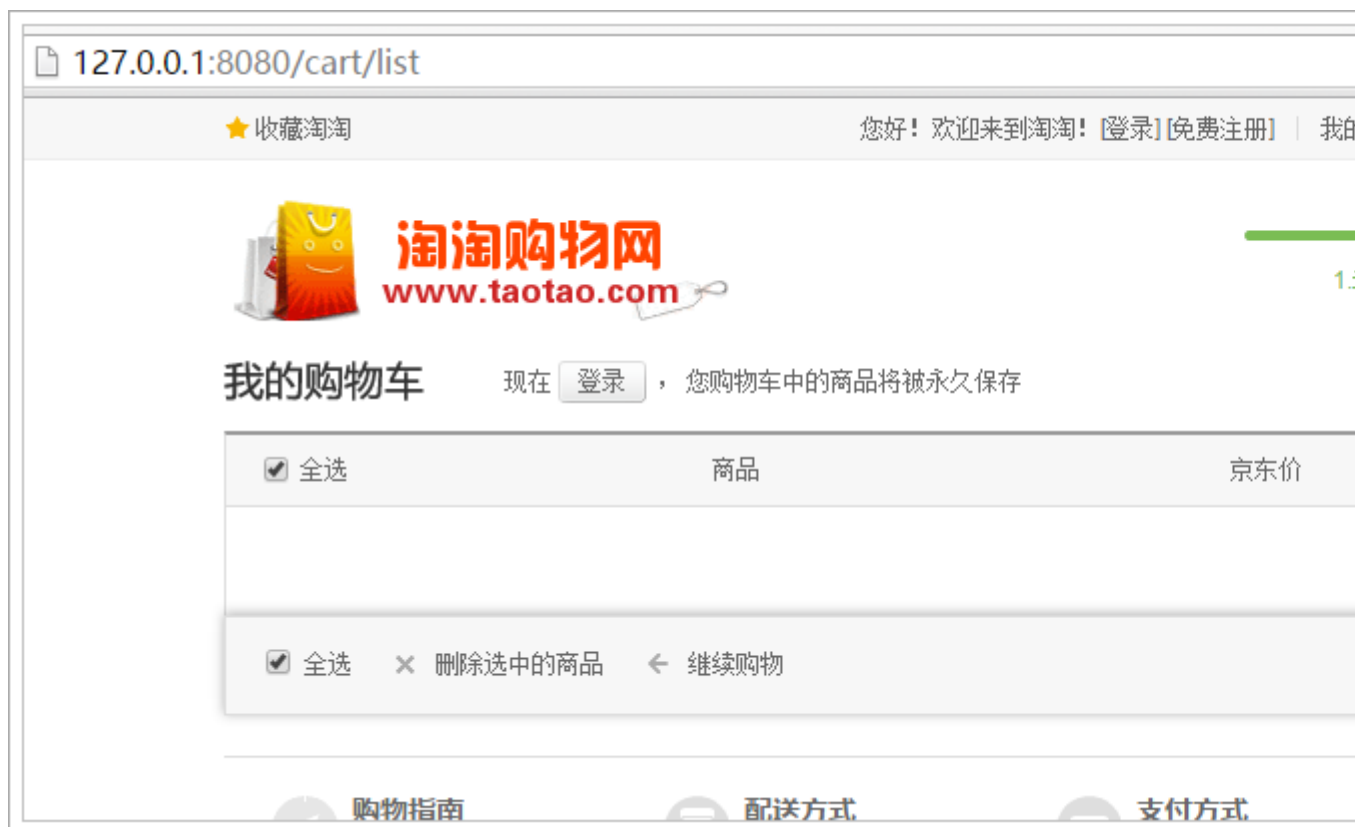 127.0.0.1:8080/cart/list
收藏淘淘 您好！欢迎来到淘淘！[登录][免费注册] 我的
淘淘购物网
www.taotao.com
1.
我的购物车 现在 登录 ，您购物车中的商品将被永久保存
全选 商品 京东价
全选 删除选中的商品 继续购物
购物指南 配送方式 支付方式